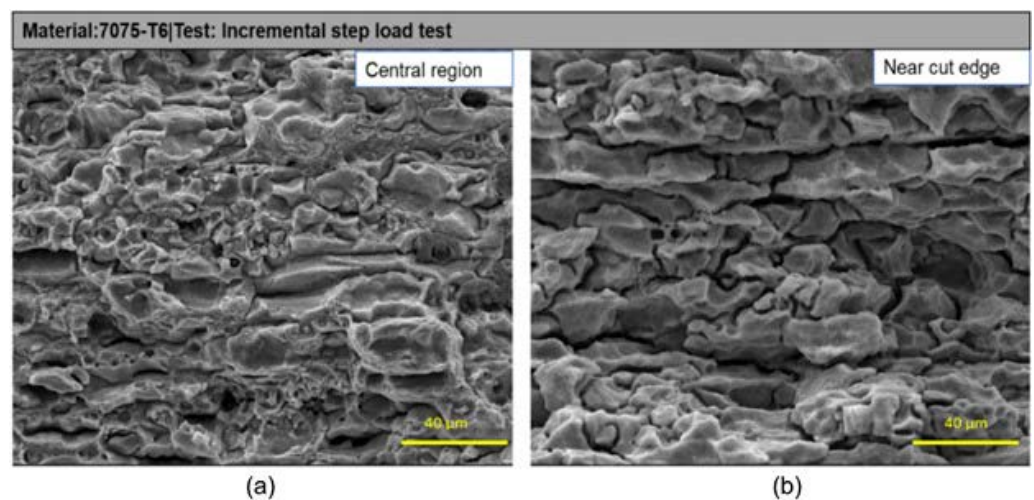 Material:7075-T6|Test: Incremental step load test
Central region
Near cut edge
40 µm
40 µm
(a)
(b)